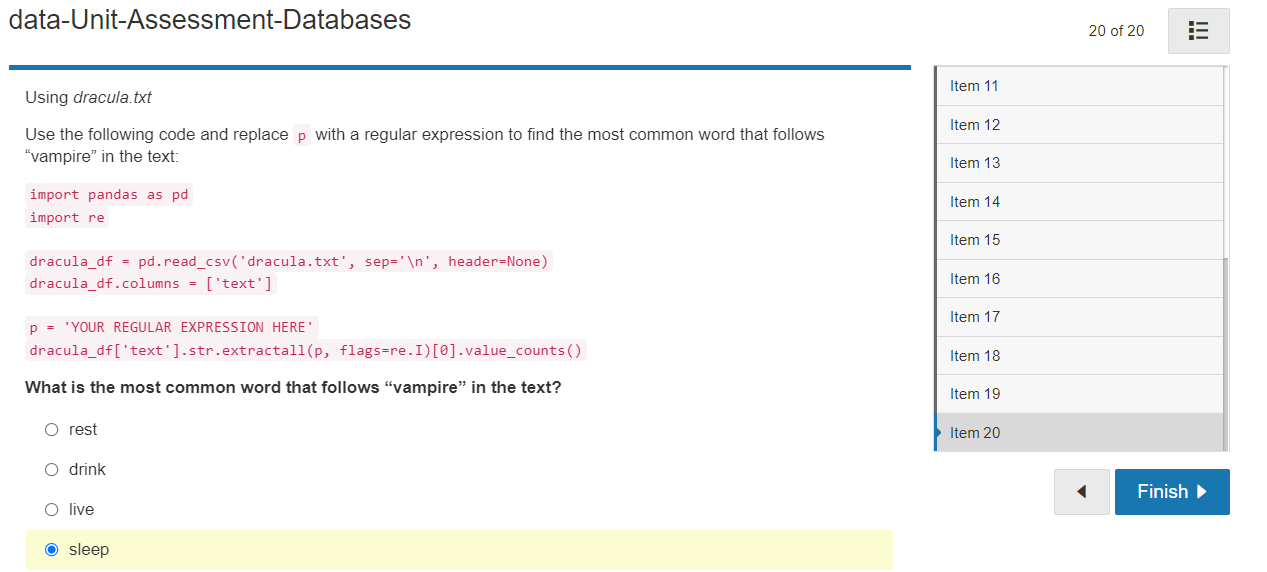 data-Unit-Assessment-Databases
20 of 20
Using dracula.txt
Use the following code and replace p with a regular expression to find the most common word that follows
“vampire” in the text:
import pandas as pd
import re
dracula_df = pd.read_csv('dracula.txt', sep='\n', header=None)
dracula_df.columns = ['text']
p = 'YOUR REGULAR EXPRESSION HERE'
dracula_df['text'].str.extractall(p, flags=re.I)[0].value_counts()
What is the most common word that follows “vampire” in the text?
rest
drink
live
sleep
Item 11
Item 12
Item 13
Item 14
Item 15
Item 16
Item 17
Item 18
Item 19
Item 20
Finish